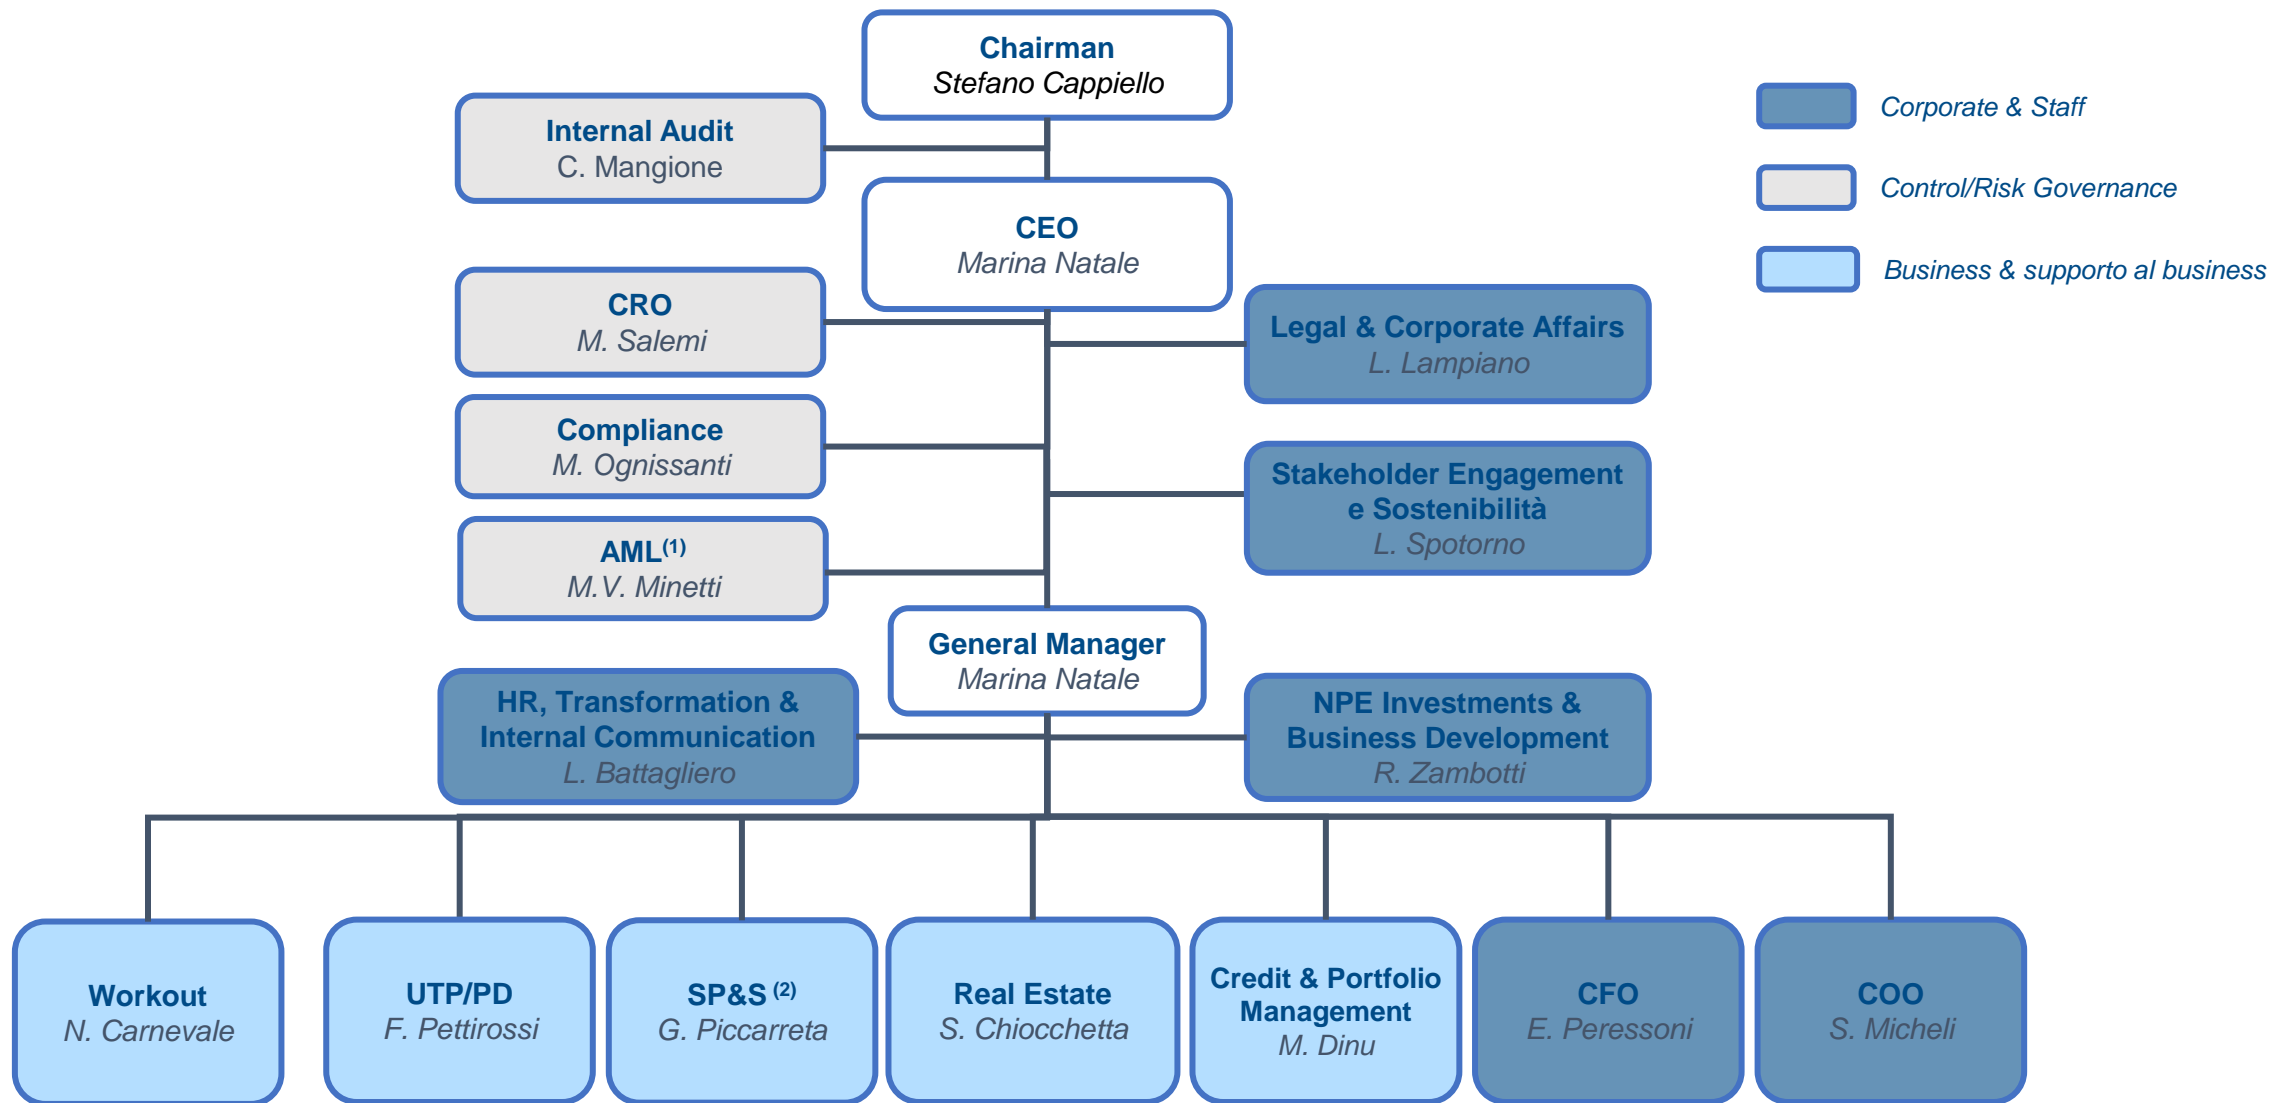 Chairman
Stefano Cappiello
Internal Audit
C. Mangione
CEO
Marina Natale
CRO
M. Salemi
Legal & Corporate Affairs
L. Lampiano
Compliance
M. Ognissanti
Stakeholder Engagement
e Sostenibilità
L. Spotorno
AML(1)
M.V. Minetti
General Manager
Marina Natale
HR, Transformation &
Internal Communication
L. Battagliero
NPE Investments &
Business Development
R. Zambotti
Workout
N. Carnevale
UTP/PD
F. Pettirossi
SP&S (2)
G. Piccarreta
Real Estate
S. Chiocchetta
Credit & Portfolio
Management
M. Dinu
CFO
E. Peressoni
COO
S. Micheli
Corporate & Staff
Control/Risk Governance
Business & supporto al business